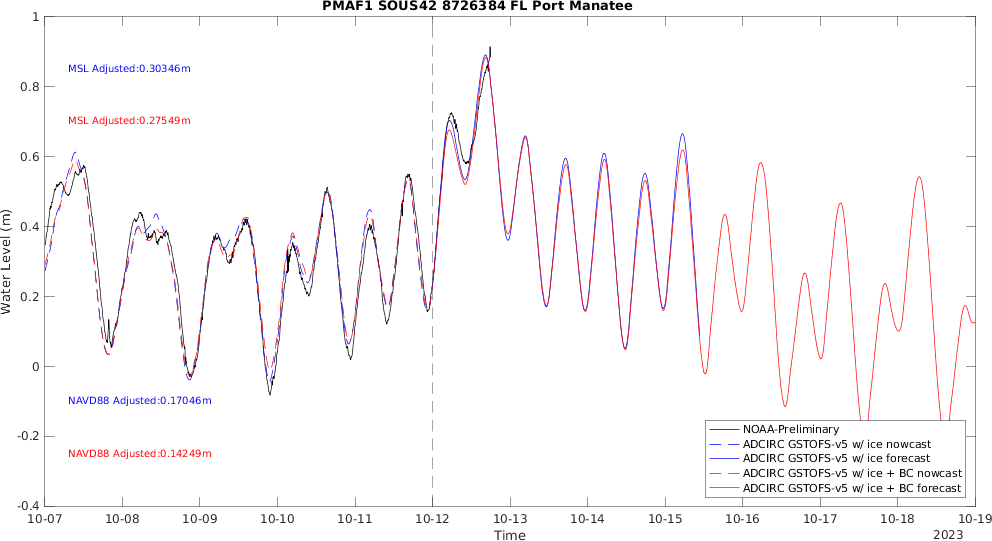 PMAF1 SOUS42 8726384 FL Port Manatee
1
0.8
0.6
0.4
0.2
0
-0.2
-0.4
Water Level (m)
MSL Adjusted:0.30346m
MSL Adjusted:0.27549m
NAVD88 Adjusted:0.17046m
NAVD88 Adjusted:0.14249m
NOAA-Preliminary
ADCIRC GSTOFS-v5 w/ ice nowcast
ADCIRC GSTOFS-v5 w/ ice forecast
ADCIRC GSTOFS-v5 w/ ice + BC nowcast
ADCIRC GSTOFS-v5 w/ ice + BC forecast
10-07 10-08 10-09 10-10 10-11 10-12 10-13 10-14 10-15 10-16 10-17 10-18 10-19
Time
2023